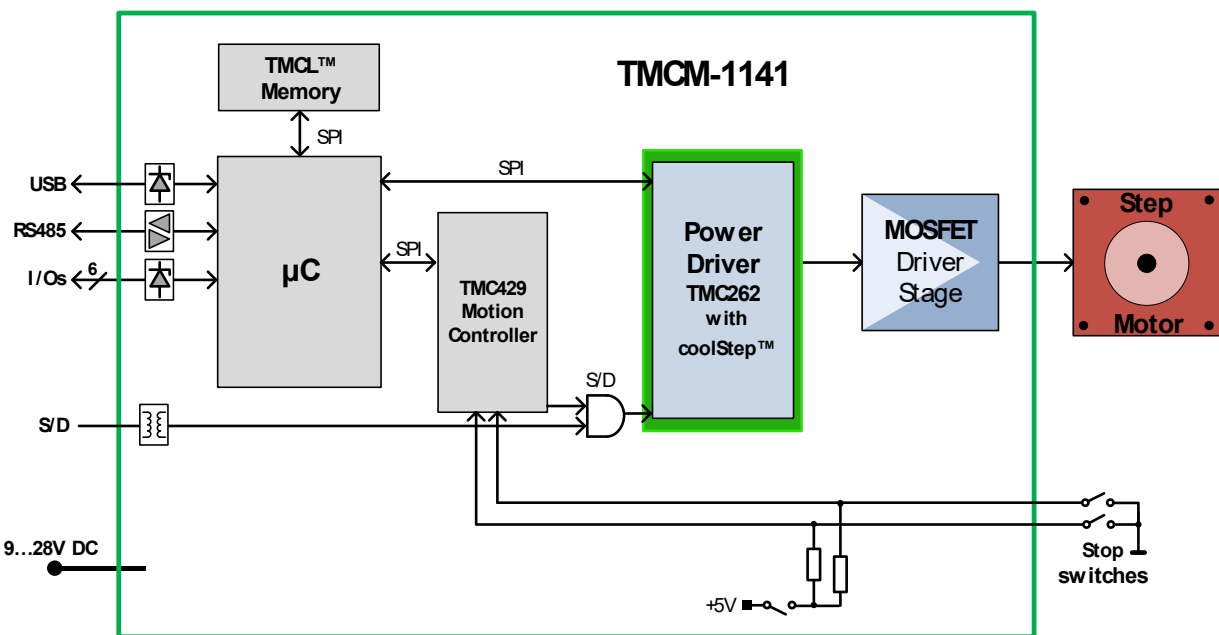 TMCM-1141
TMCL™
Memory
SPI
USB
RS485
I/Os
6
µC
SPI
SPI
TMC429
Motion
Controller
Power
Driver
TMC262
with
coolStep™
MOSFET
Driver
Stage
Step
Motor
S/D
S/D
9...28V DC
+5V
Stop
switches